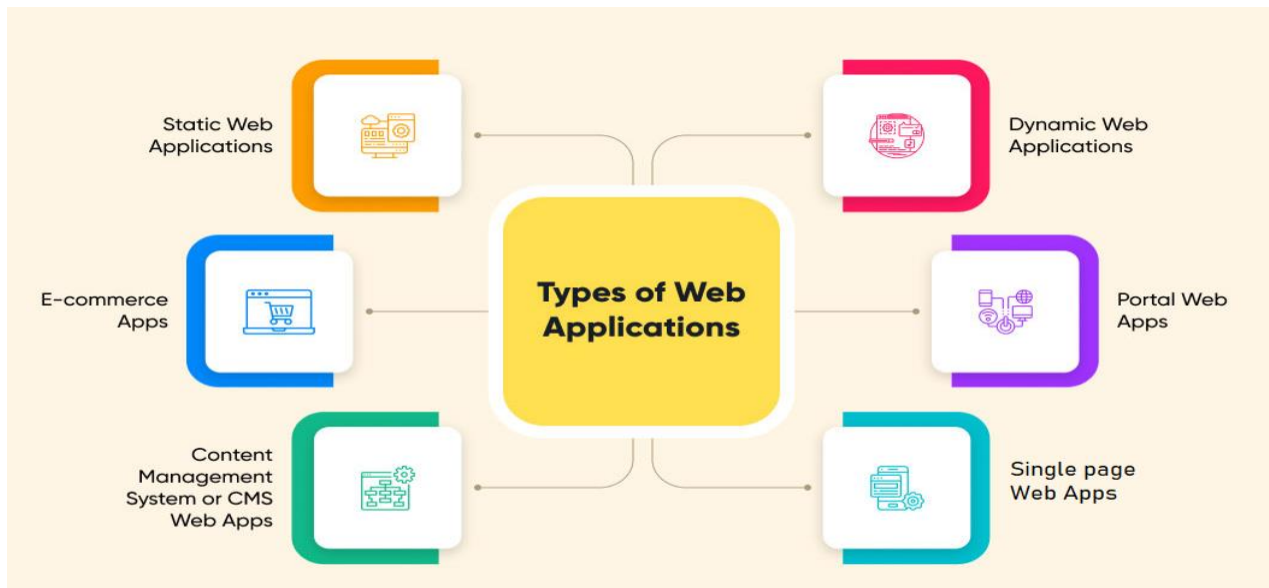 Static Web
Applications
Dynamic Web
Applications
E-commerce
Apps
Types of Web
Applications
Portal Web
Apps
Content
Management
System or CMS
Web Apps
Single page
Web Apps